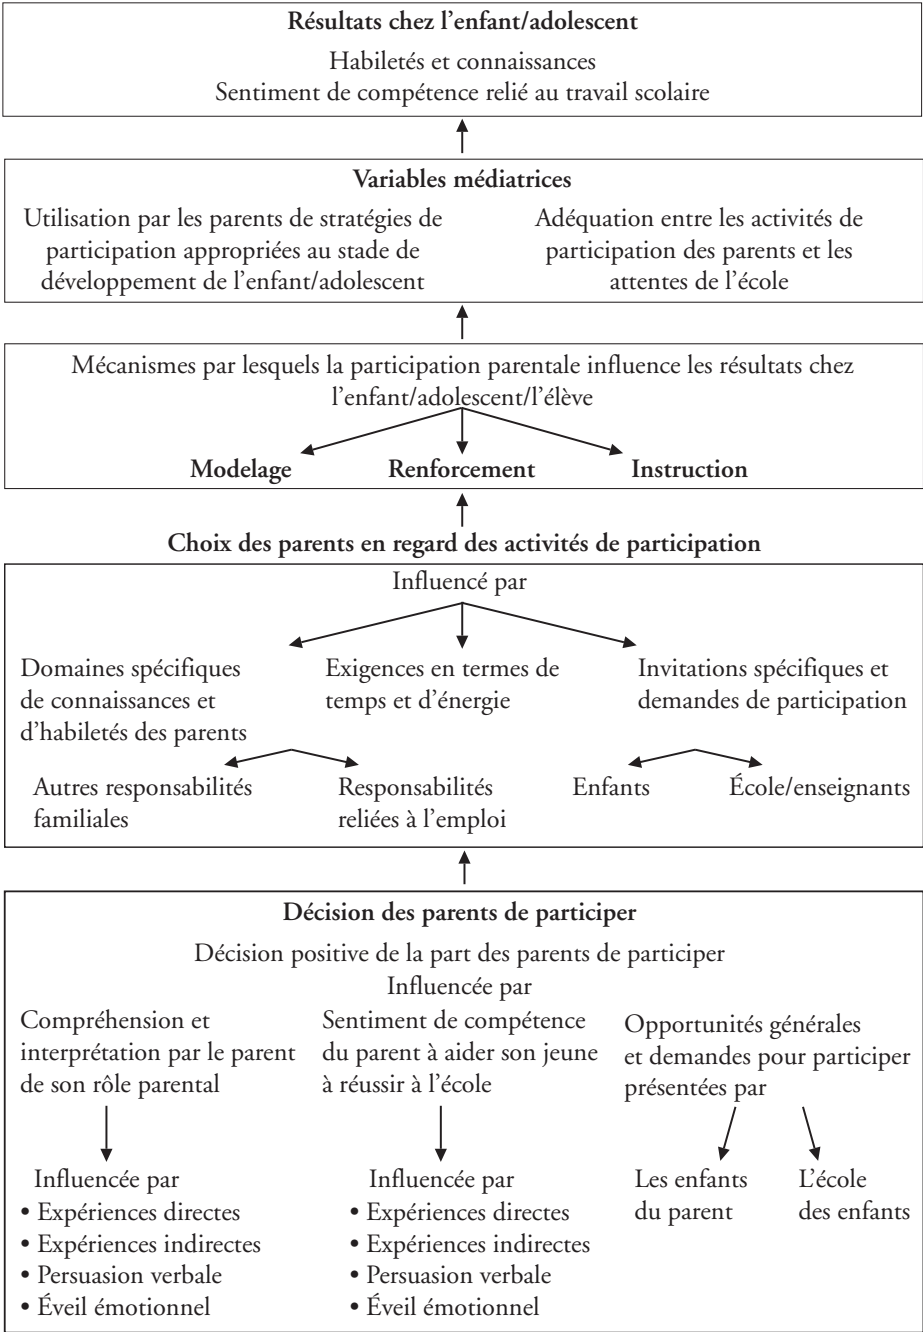 Résultats chez l’enfant/adolescent
Habiletés et connaissances
Sentiment de compétence relié au travail scolaire
Variables médiatrices
Utilisation par les parents de stratégies de
participation appropriées au stade de
développement de l’enfant/adolescent
Adéquation entre les activités de
participation des parents et les
attentes de l’école
Mécanismes par lesquels la participation parentale influence les résultats chez
l’enfant/adolescent/l’élève
Modelage
Renforcement
Instruction
Choix des parents en regard des activités de participation
Influencé par
Domaines spécifiques
de connaissances et
d’habiletés des parents
Exigences en termes de
temps et d’énergie
Invitations spécifiques et
demandes de participation
Autres responsabilités
familiales
Responsabilités
reliées à l’emploi
Enfants
École/enseignants
Décision des parents de participer
Décision positive de la part des parents de participer
Influencée par
Compréhension et
interprétation par le parent
de son rôle parental
Sentiment de compétence
du parent à aider son jeune
à réussir à l’école
Opportunités générales
et demandes pour participer
présentées par
Influencée par
• Expériences directes
• Expériences indirectes
• Persuasion verbale
• Éveil émotionnel
Influencée par
• Expériences directes
• Expériences indirectes
• Persuasion verbale
• Éveil émotionnel
Les enfants
du parent
L’école
des enfants